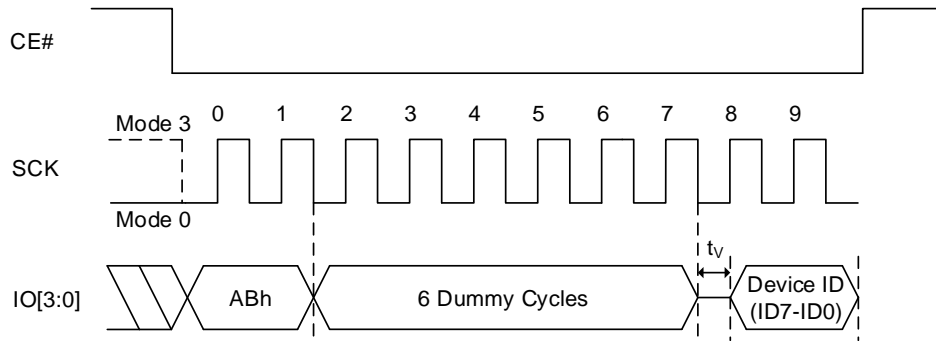 CE#
0 1 2 3 4 5 6 7 8 9
Mode 3
SCK
Mode 0
tV
IO[3:0]
ABh
6 Dummy Cycles
Device ID
(ID7-ID0)